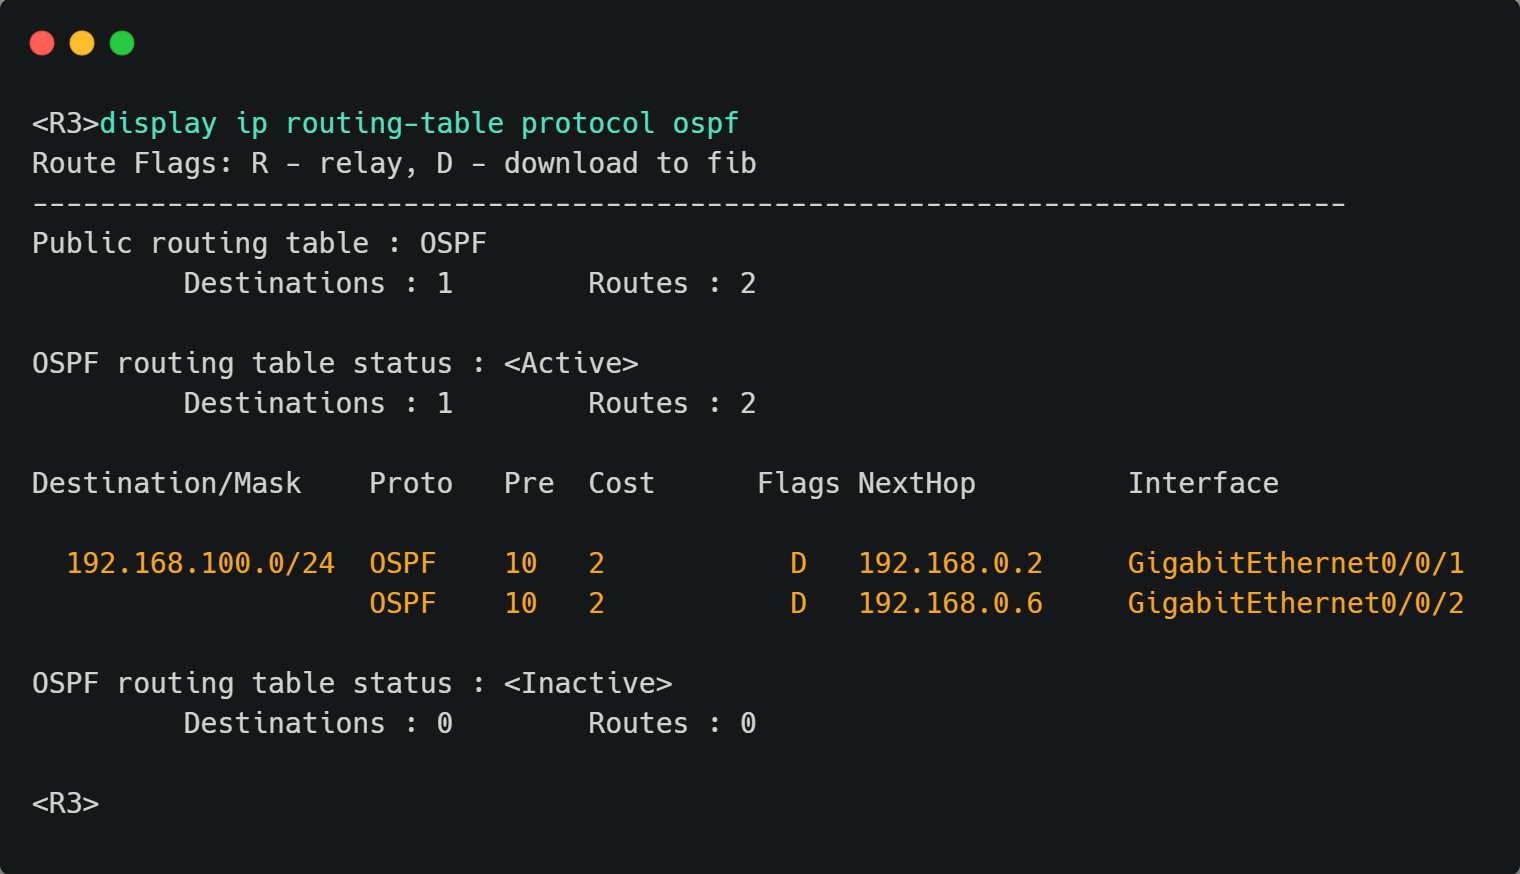 <R3>display ip routing-table protocol ospf
Route Flags: R - relay, D - download to fib
------------------------------------------------------------------------------
Public routing table : OSPF
         Destinations : 1        Routes : 2
OSPF routing table status : <Active>
         Destinations : 1        Routes : 2
Destination/Mask    Proto   Pre  Cost      Flags NextHop         Interface
  192.168.100.0/24  OSPF    10   2           D   192.168.0.2     GigabitEthernet0/0/1
                    OSPF    10   2           D   192.168.0.6     GigabitEthernet0/0/2
OSPF routing table status : <Inactive>
         Destinations : 0        Routes : 0
<R3>